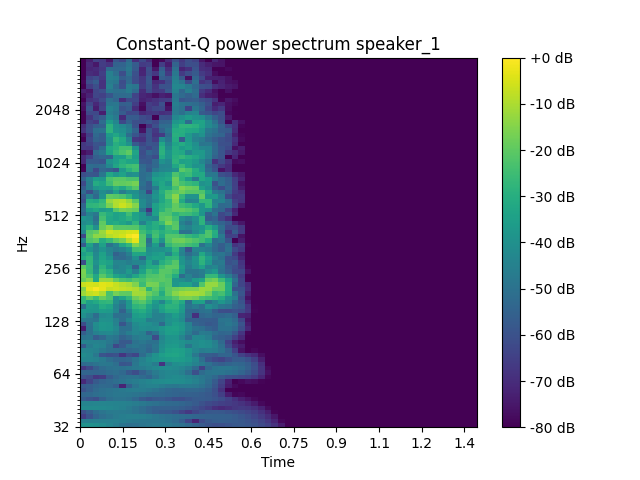 Constant-Q power spectrum speaker_1
Hz
2048
1024
512
256
128
64
32
0 0.15 0.3 0.45 0.6 0.75 0.9 1.1 1.2 1.4
Time
+0 dB
-10 dB
-20 dB
-30 dB
-40 dB
-50 dB
-60 dB
-70 dB
-80 dB